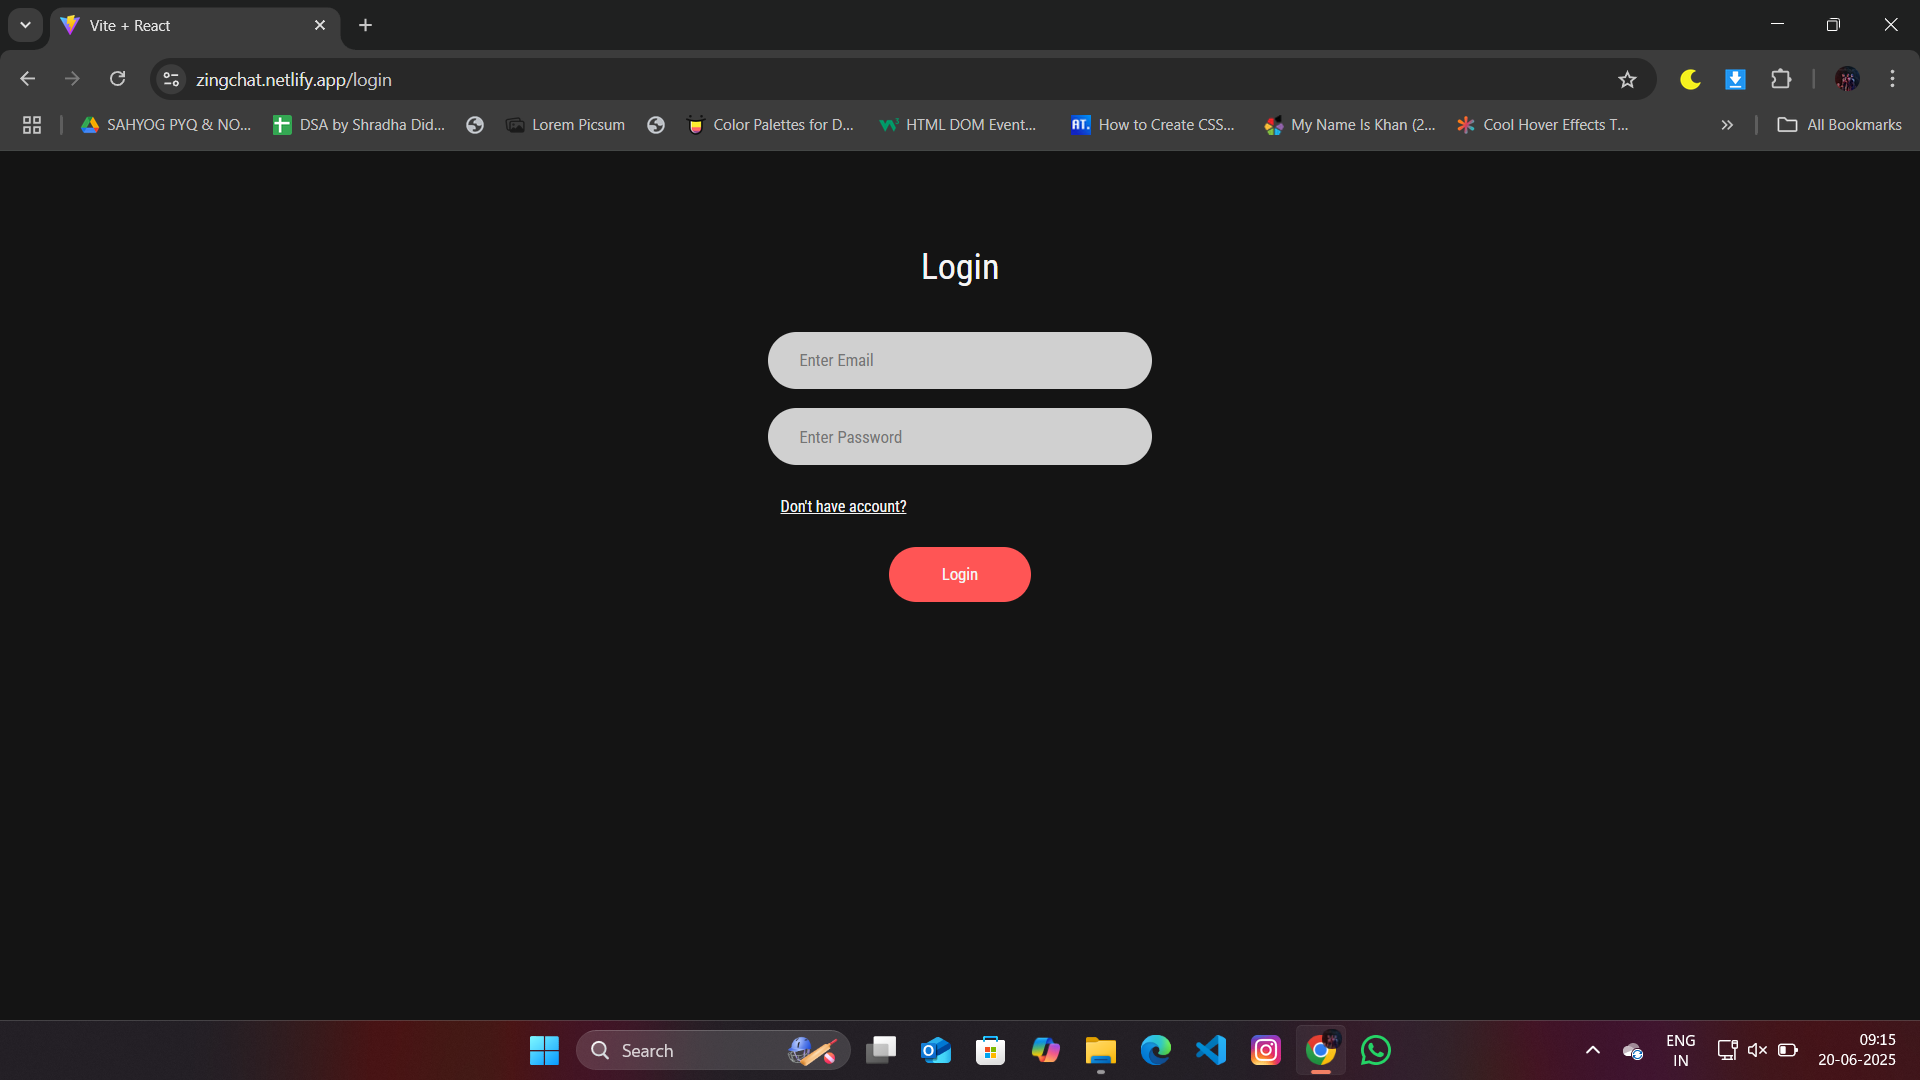 Vite + React
zingchat.netlify.app/login
SAHYOG PYQ & NO...
DSA by Shradha Did...
Lorem Picsum
Color Palettes for D...
HTML DOM Event...
AT.
How to Create CSS...
My Name Is Khan (2...
Cool Hover Effects T...
All Bookmarks
Login
Enter Email
Enter Password
Don't have account?
Login
Search
ENG
IN
09:15
20-06-2025